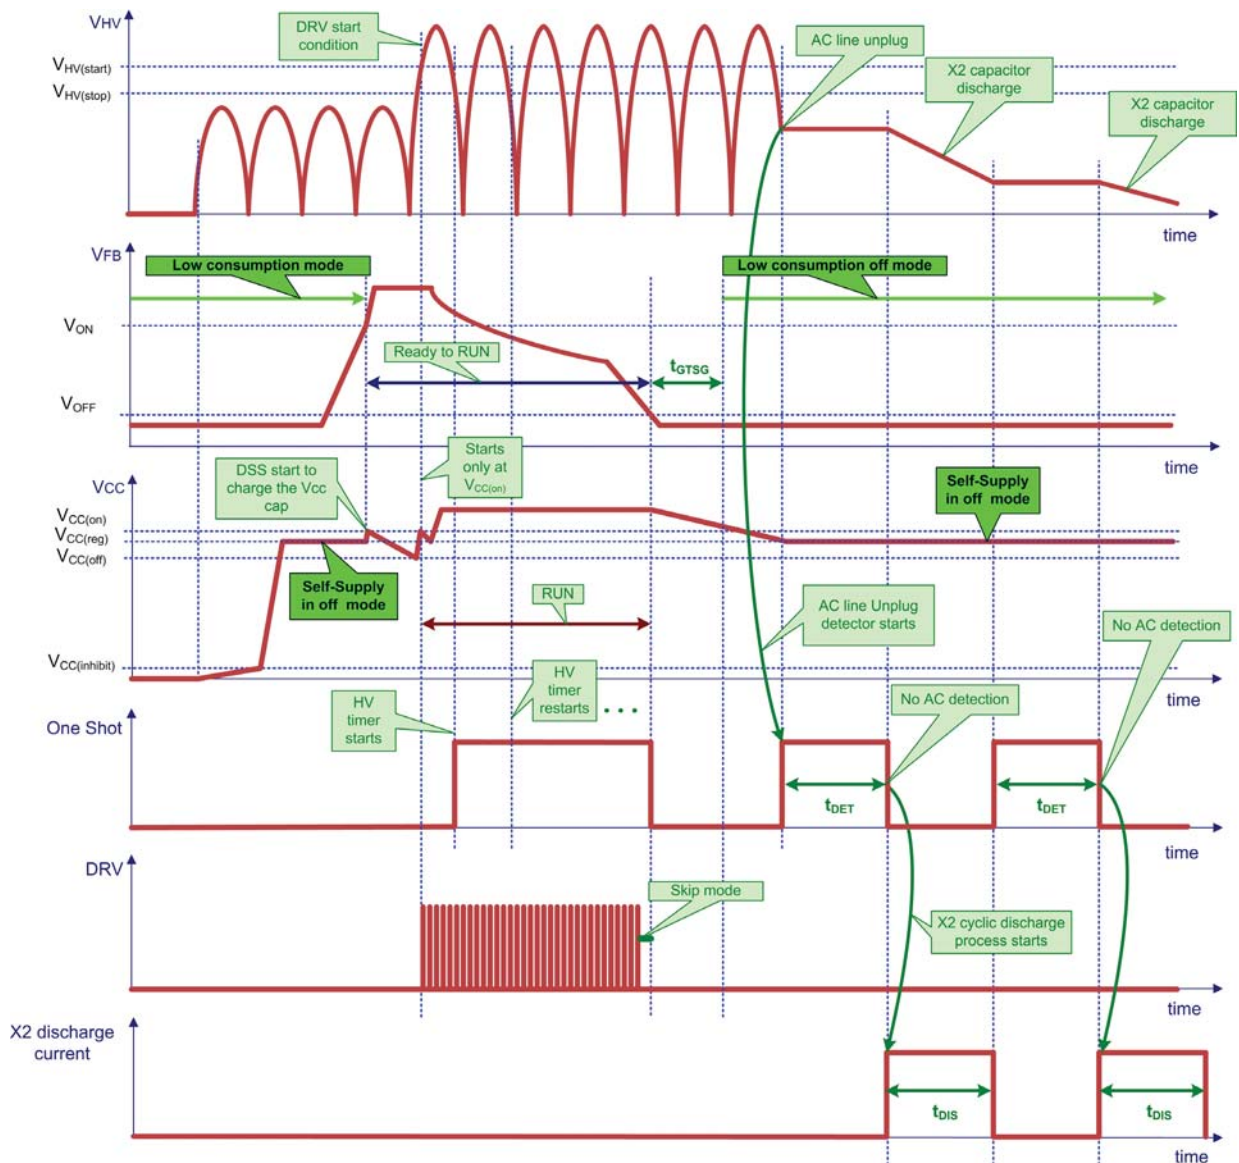 VHV
DRV start
condition
AC line unplug
VHV(start)
VHV(stop)
X2 capacitor
discharge
X2 capacitor
discharge
time
VFB
Low consumption mode
Low consumption off mode
VON
Ready to RUN
tGTSG
VOFF
time
Starts
only at
VCC(on)
DSS start to
charge the Vcc
cap
VCC
VCC(on)
VCC(reg)
VCC(off)
Self-Supply
in off mode
Self-Supply
in off mode
RUN
AC line Unplug
detector starts
No AC detection
VCC(inhibit)
time
One Shot
HV
timer
starts
HV
timer
restarts
...
No AC detection
tDET
tDET
time
DRV
Skip mode
X2 cyclic discharge
process starts
time
X2 discharge
current
tDIS
tDIS
time